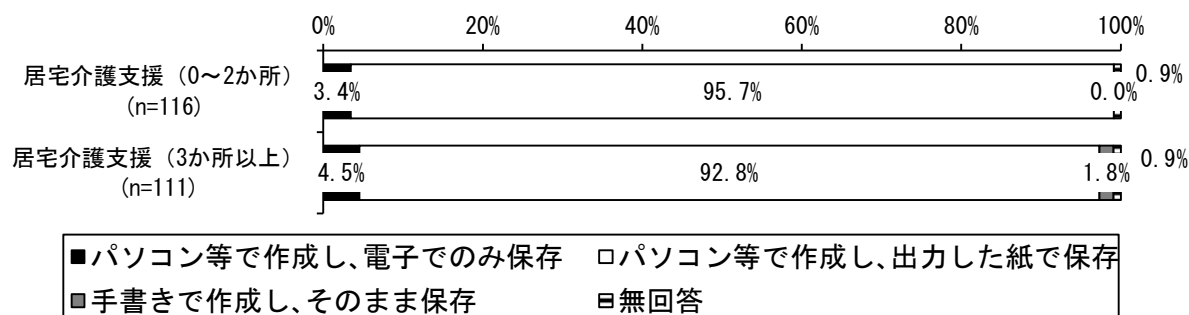 0% 20% 40% 60% 80% 100%
居宅介護支援（0～2か所）
(n=116)
3.4% 95.7% 0.0% 0.9%
居宅介護支援（3か所以上）
(n=111)
4.5% 92.8% 1.8% 0.9%
パソコン等で作成し、電子でのみ保存 パソコン等で作成し、出力した紙で保存
手書きで作成し、そのまま保存 無回答